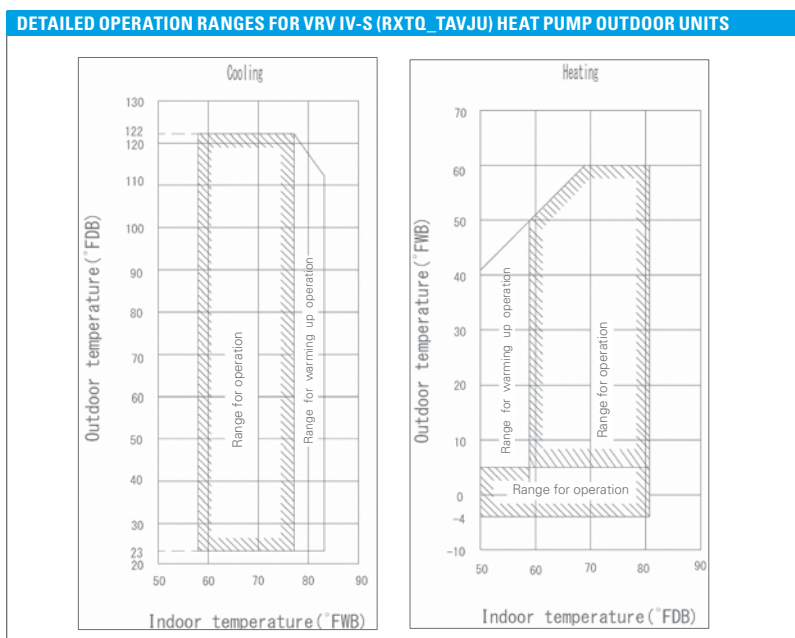 DETAILED OPERATION RANGES FOR VRV IV-S (RXTQ_TAVJU) HEAT PUMP OUTDOOR UNITS
Cooling
130
122
120
110
100
90
80
70
60
50
40
30
23
20
50 60 70 80 90
Outdoor temperature(°FDB)
Range for operation
Range for warming up operation
Indoor temperature(°FWB)
Heating
70
60
50
40
30
20
10
0
-4
-10
50 60 70 80 90
Outdoor temperature(°FWB)
Range for warming up operation
Range for operation
Range for operation
Indoor temperature(°FDB)